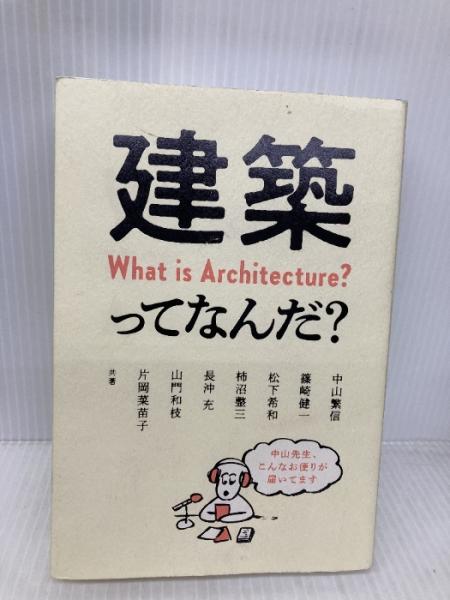 建築
What is Architecture?
ってなんだ?
中山繁信
篠崎健一
松下希和
柿沼整三
長沖 充
山門和枝
片岡菜苗子
共著
中山先生、
こんなお便りが
届いてます